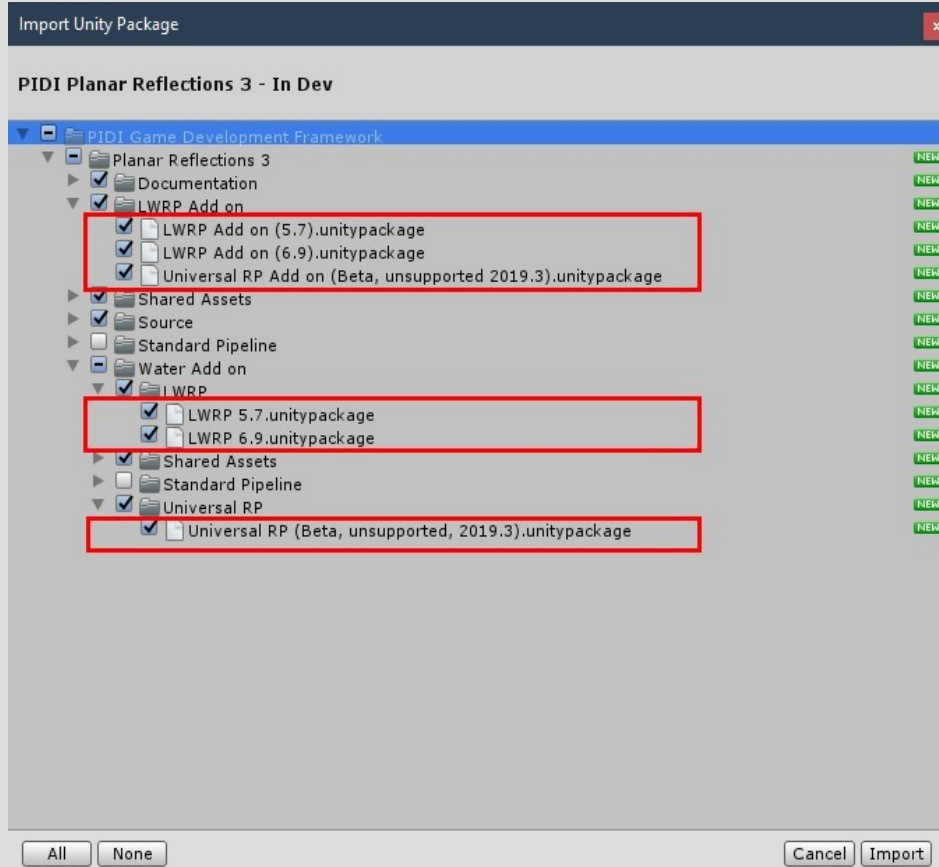 Import Unity Package
x
PIDI Planar Reflections 3 - In Dev
PIDI Game Development Framework
Planar Reflections 3 NEW
Documentation NEW
LWRP Add on NEW
LWRP Add on (5.7).unitypackage NEW
LWRP Add on (6.9).unitypackage NEW
Universal RP Add on (Beta, unsupported 2019.3).unitypackage NEW
Shared Assets NEW
Source NEW
Standard Pipeline NEW
Water Add on NEW
LWRP NEW
LWRP 5.7.unitypackage NEW
LWRP 6.9.unitypackage NEW
Shared Assets NEW
Standard Pipeline NEW
Universal RP NEW
Universal RP (Beta, unsupported, 2019.3).unitypackage NEW
All None Cancel Import